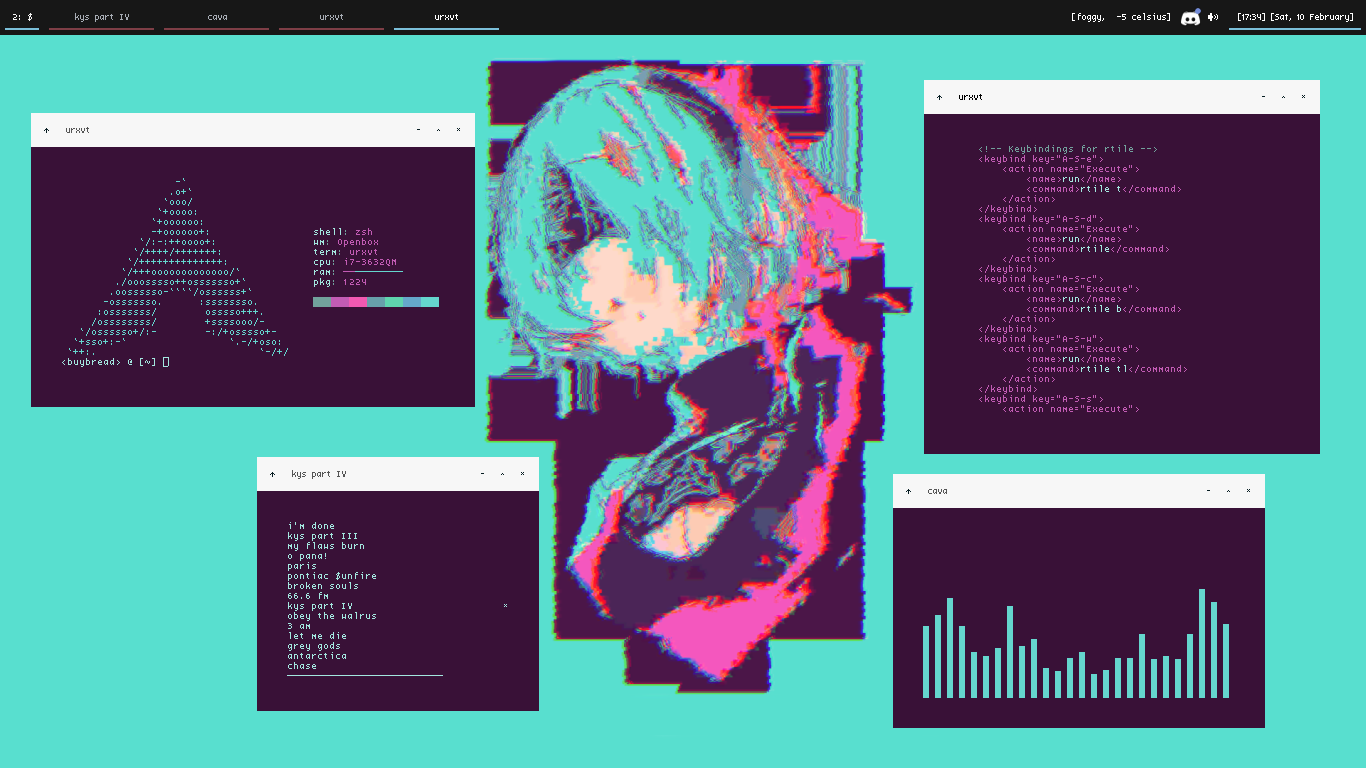 2: $
kys part IV
cava
urxvt
urxvt
[foggy,  -5 celsius]
[17:34] [Sat, 10 February]
urxvt
               -`
              .o+`
             `ooo/
            `+oooo:
           `+oooooo:
           -+oooooo+:
         `/:-:++oooo+:
        `/++++/+++++++:
       `/++++++++++++++:
      `/+++ooooooooooooo/`
     ./ooosssso++osssssso+`
    .oossssso-````/ossssss+`
   -osssssso.      :ssssssso.
  :osssssss/        osssso+++.
 /ossssssss/        +ssssooo/-
`/ossssso+/:-        -:/+osssso+-
`+sso+:-`                 `.-/+oso:
`++:.                           `-/+/
shell: zsh
wm: Openbox
term: urxvt
cpu: i7-3632QM
ram:
pkg: 1224
<buybread> @ [~]
urxvt
<!-- Keybindings for rtile -->
<keybind key="A-S-e">
<action name="Execute">
<name>run</name>
<command>rtile t</command>
</action>
</keybind>
<keybind key="A-S-d">
<action name="Execute">
<name>run</name>
<command>rtile</command>
</action>
</keybind>
<keybind key="A-S-c">
<action name="Execute">
<name>run</name>
<command>rtile b</command>
</action>
</keybind>
<keybind key="A-S-w">
<action name="Execute">
<name>run</name>
<command>rtile tl</command>
</action>
</keybind>
<keybind key="A-S-s">
<action name="Execute">
kys part IV
i'm done
kys part III
my flaws burn
o pana!
paris
pontiac $unfire
broken souls
66.6 fm
kys part IV
obey the walrus
3 am
let me die
grey gods
antarctica
chase
cava